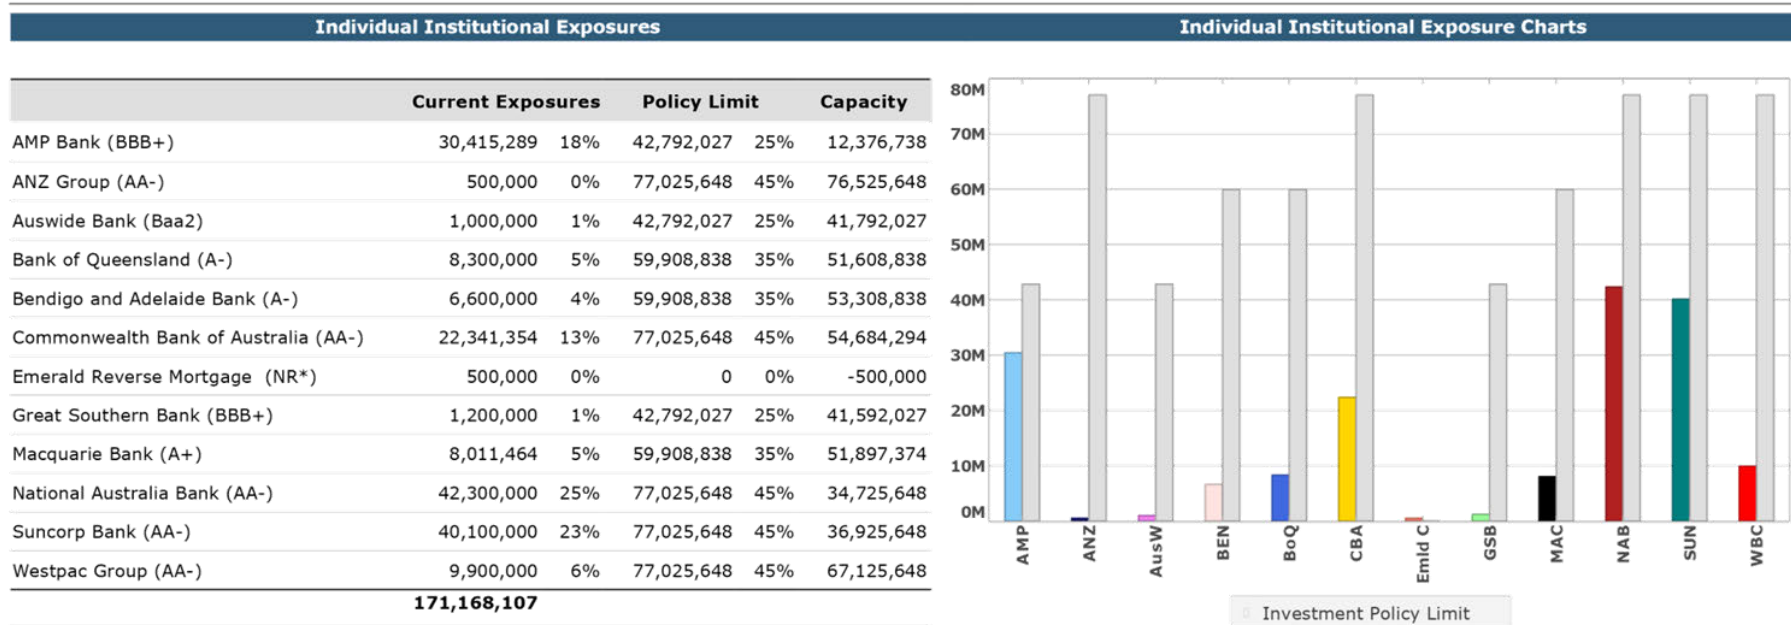 Individual Institutional Exposures
Current Exposures Policy Limit Capacity
AMP Bank (BBB+) 30,415,289 18% 42,792,027 25% 12,376,738
ANZ Group (AA-) 500,000 0% 77,025,648 45% 76,525,648
Auswide Bank (Baa2) 1,000,000 1% 42,792,027 25% 41,792,027
Bank of Queensland (A-) 8,300,000 5% 59,908,838 35% 51,608,838
Bendigo and Adelaide Bank (A-) 6,600,000 4% 59,908,838 35% 53,308,838
Commonwealth Bank of Australia (AA-) 22,341,354 13% 77,025,648 45% 54,684,294
Emerald Reverse Mortgage (NR*) 500,000 0% 0 0% -500,000
Great Southern Bank (BBB+) 1,200,000 1% 42,792,027 25% 41,592,027
Macquarie Bank (A+) 8,011,464 5% 59,908,838 35% 51,897,374
National Australia Bank (AA-) 42,300,000 25% 77,025,648 45% 34,725,648
Suncorp Bank (AA-) 40,100,000 23% 77,025,648 45% 36,925,648
Westpac Group (AA-) 9,900,000 6% 77,025,648 45% 67,125,648
171,168,107
Individual Institutional Exposure Charts
80M
70M
60M
50M
40M
30M
20M
10M
0M
AMP
ANZ
AusW
BEN
BoQ
CBA
Emld C
GSB
MAC
NAB
SUN
WBC
Investment Policy Limit